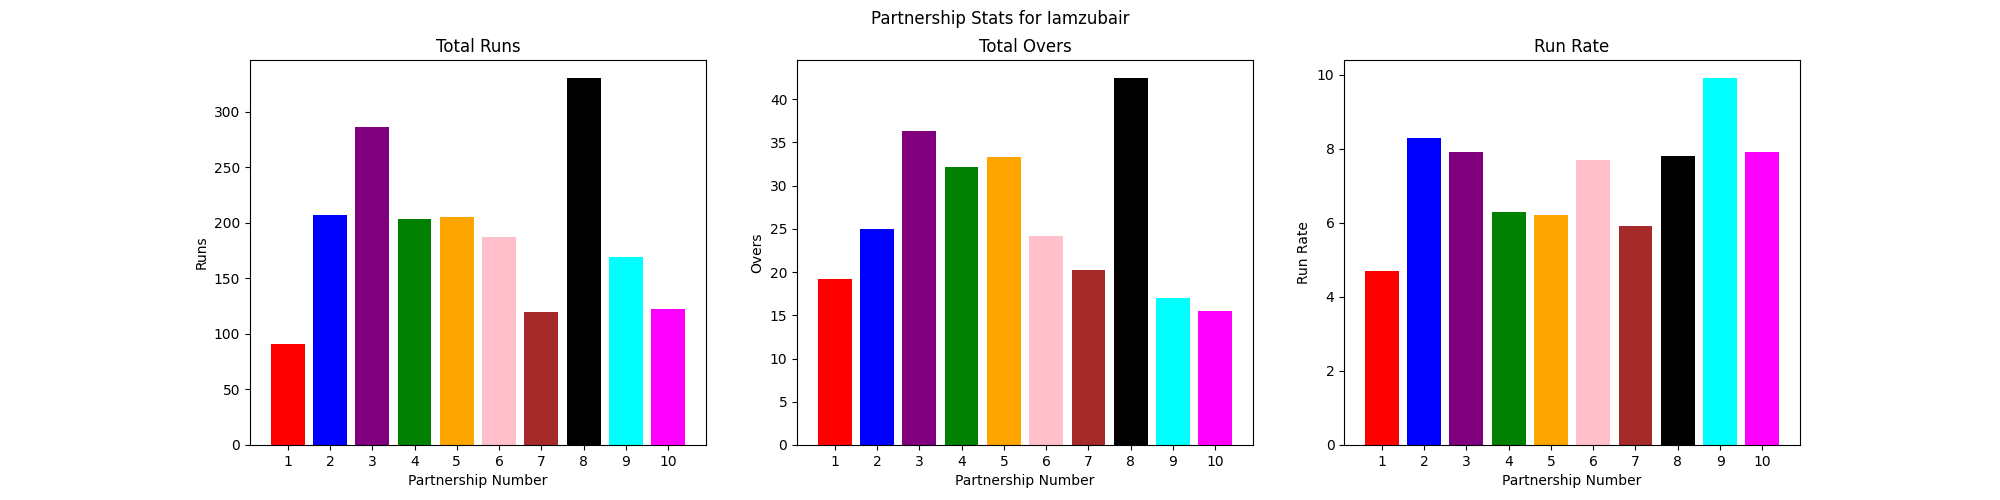 Partnership Stats for Iamzubair
Total Runs
Runs
300
250
200
150
100
50
0
1 2 3 4 5 6 7 8 9 10
Partnership Number
Total Overs
Overs
40
35
30
25
20
15
10
5
0
1 2 3 4 5 6 7 8 9 10
Partnership Number
Run Rate
Run Rate
10
8
6
4
2
0
1 2 3 4 5 6 7 8 9 10
Partnership Number